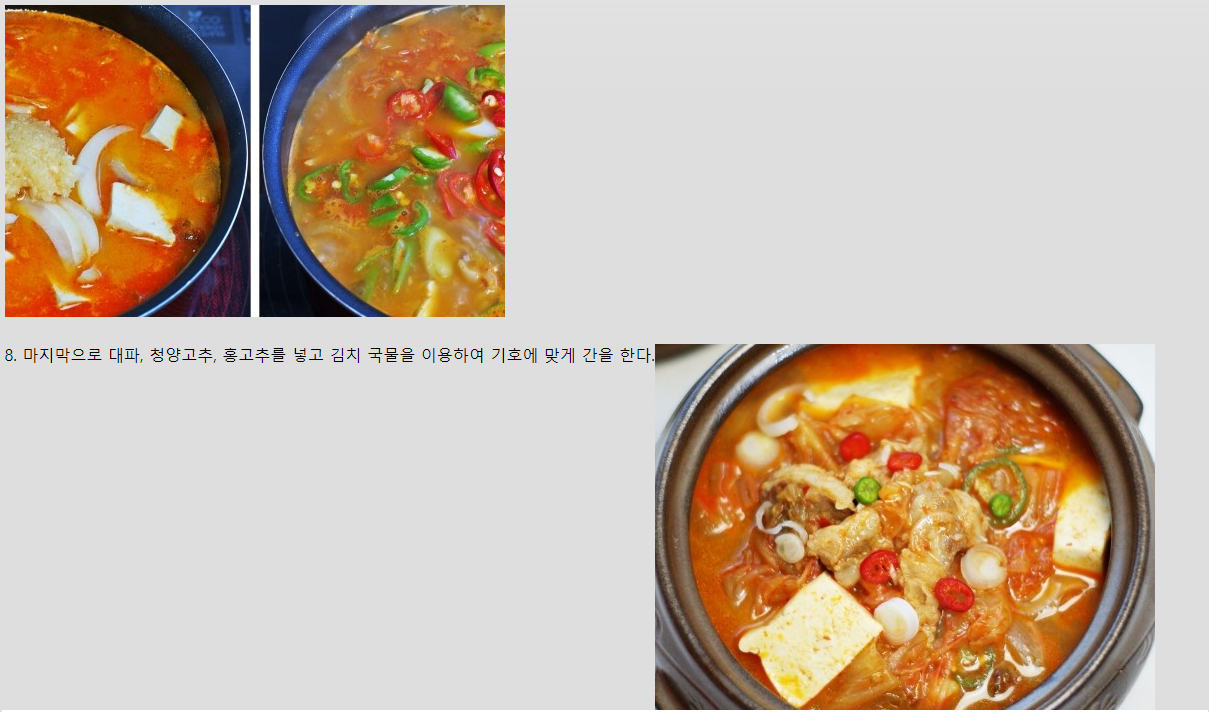 8. 마지막으로 대파, 청양고추, 홍고추를 넣고 김치 국물을 이용하여 기호에 맞게 간을 한다.